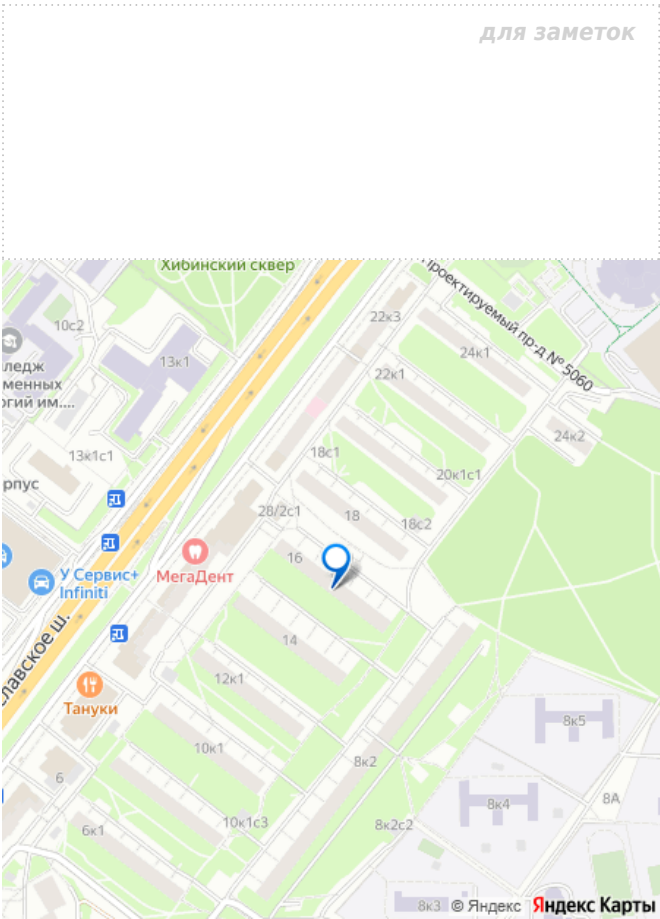 для заметок
Хибинский сквер
Проектируемый пр-д № 5060
10с2
22к3
24к1
13к1
22к1
ледж
менных
огий им....
24к2
13к1с1
18с1
20к1с1
рпус
28/2с1
18
18с2
16
МегаДент
У Сервис+
Infiniti
славское ш.
14
12к1
Тануки
8к5
10к1
8к2
6
8к4
8А
6к1
10к1с3
8к2с2
8к3
© Яндекс Яндекс Карты